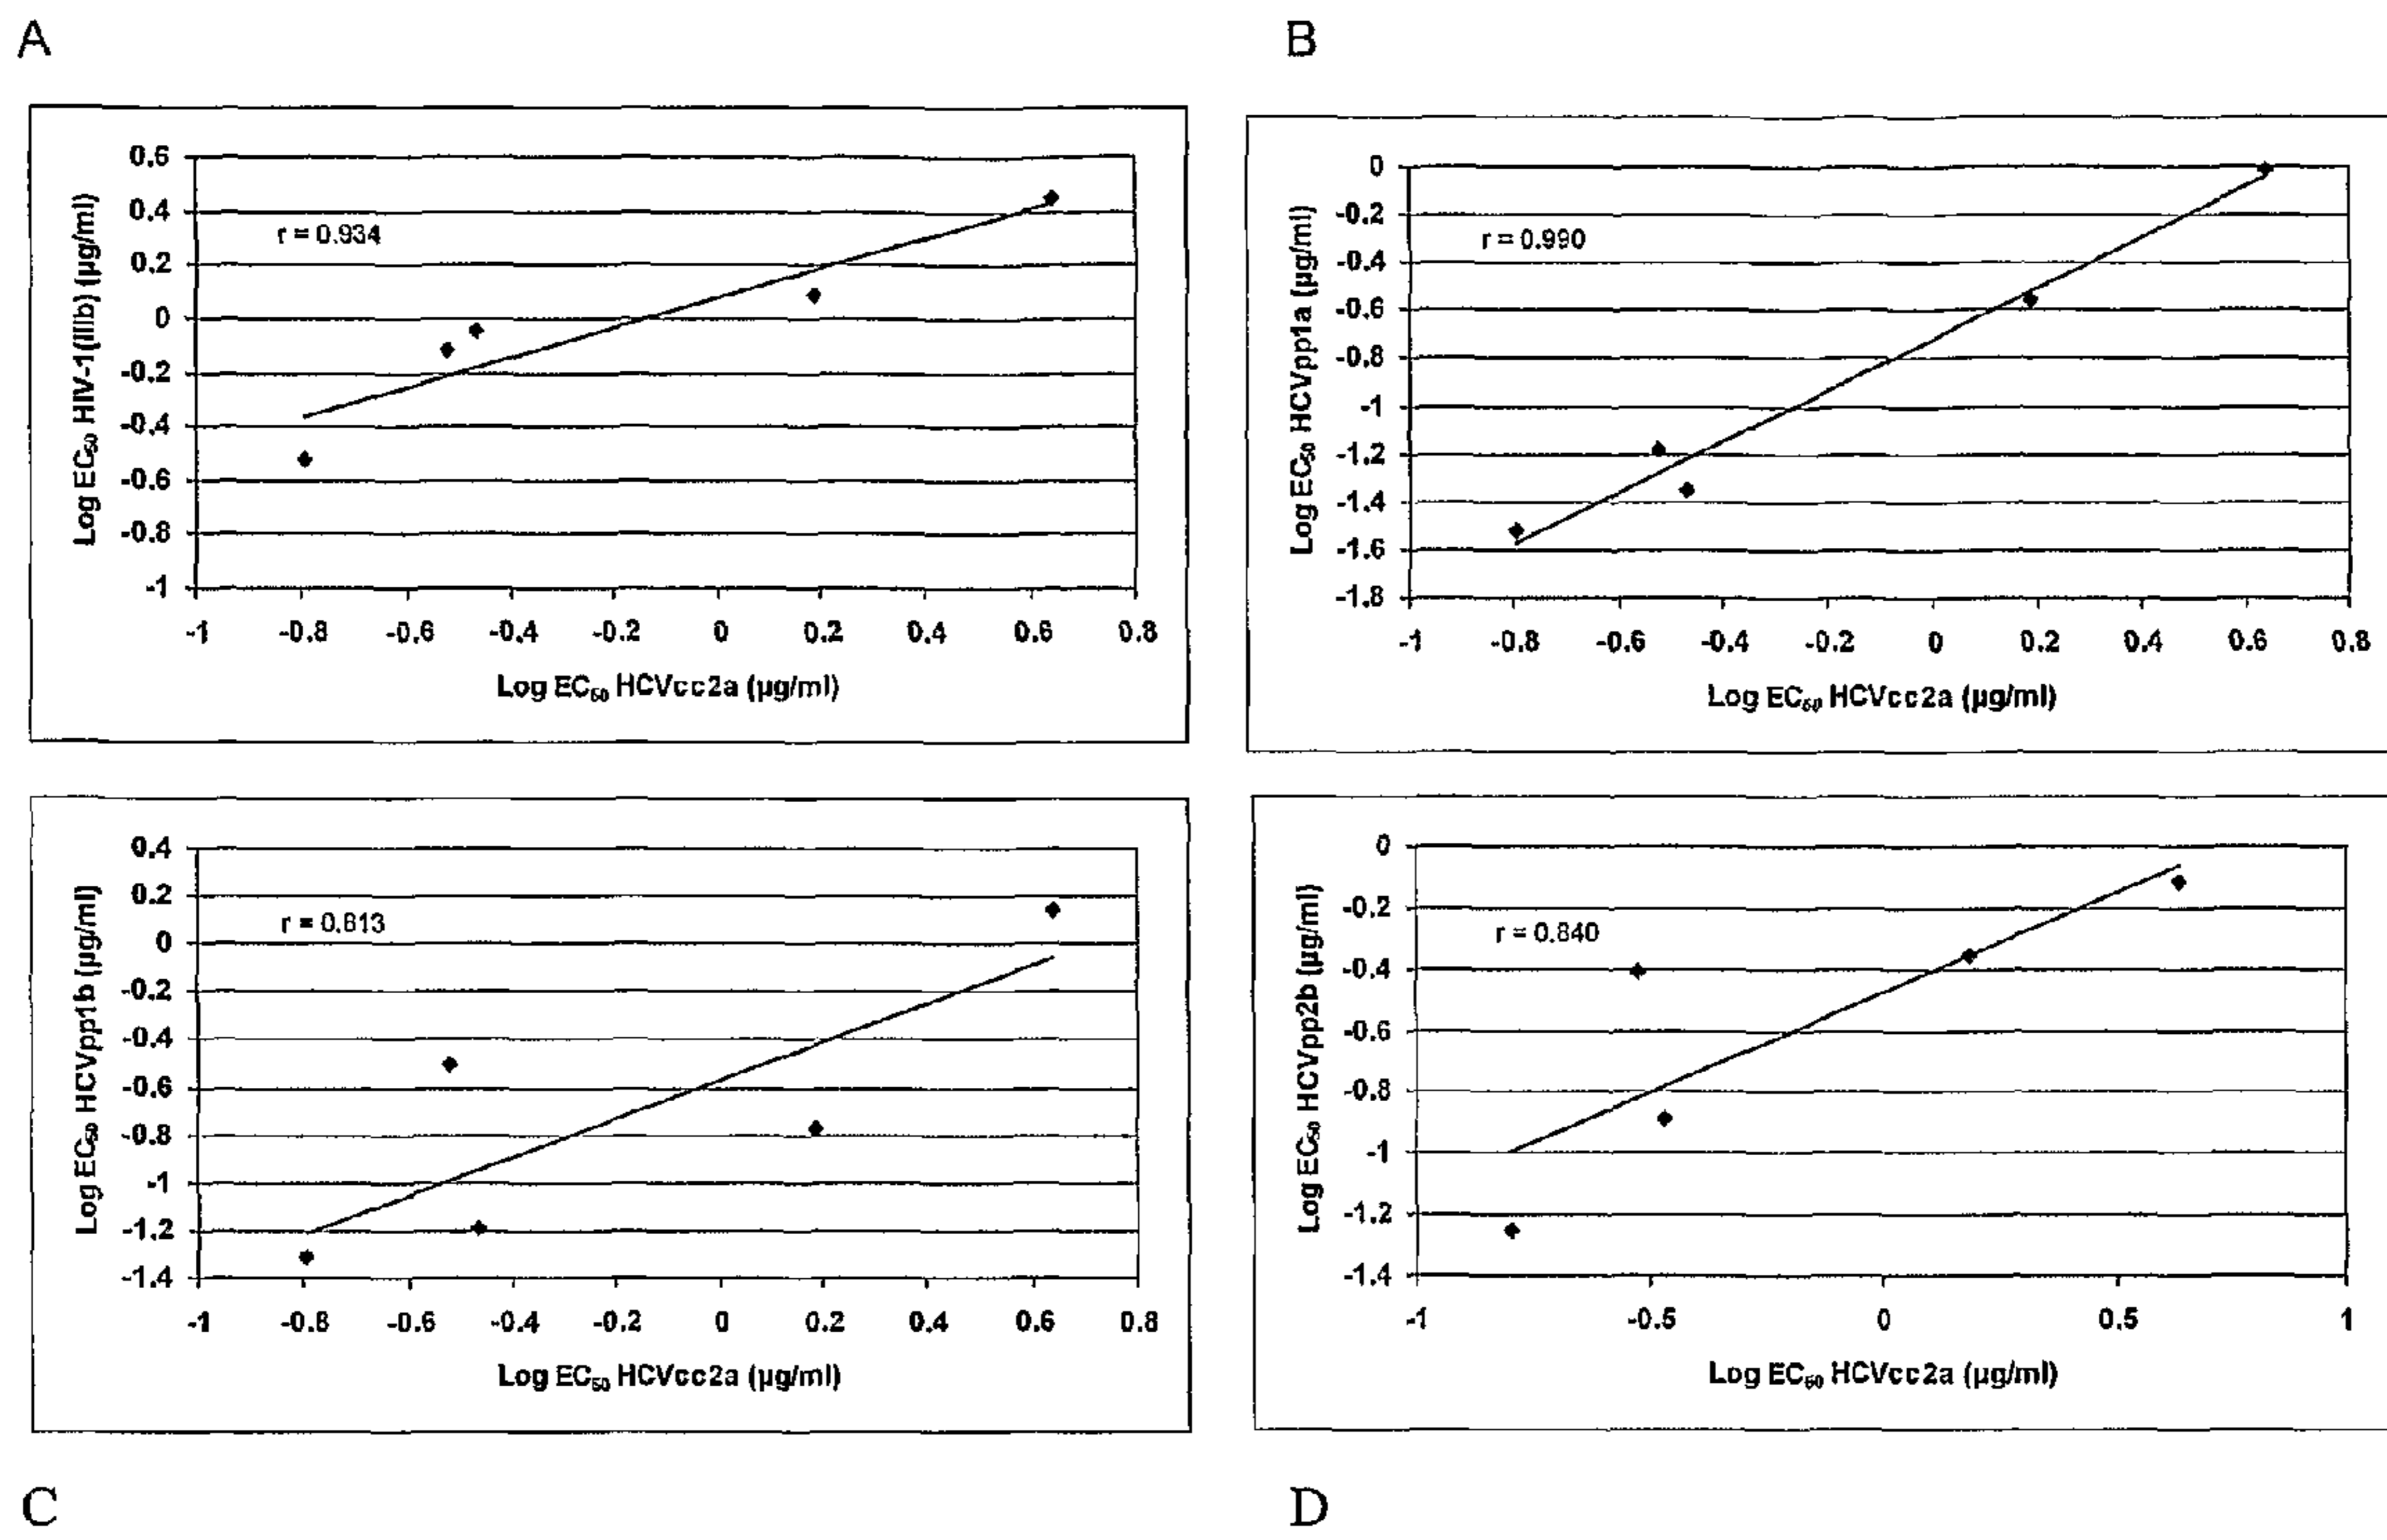 A
B
0.6
0.4
0.2
0
-0.2
-0.4
-0.6
-0.8
-1
Log EC50 HIV-1(IIIb) (µg/ml)
r = 0.934
-1 -0.8 -0.6 -0.4 -0.2 0 0.2 0.4 0.6 0.8
Log EC50 HCVcc2a (µg/ml)
0
-0.2
-0.4
-0.6
-0.8
-1
-1.2
-1.4
-1.6
-1.8
Log EC50 HCVpp1a (µg/ml)
r = 0.990
-1 -0.8 -0.6 -0.4 -0.2 0 0.2 0.4 0.6 0.8
Log EC50 HCVcc2a (µg/ml)
0.4
0.2
0
-0.2
-0.4
-0.6
-0.8
-1
-1.2
-1.4
Log EC50 HCVpp1b (µg/ml)
r = 0.813
-1 -0.8 -0.6 -0.4 -0.2 0 0.2 0.4 0.6 0.8
Log EC50 HCVcc2a (µg/ml)
0
-0.2
-0.4
-0.6
-0.8
-1
-1.2
-1.4
Log EC50 HCVpp2b (µg/ml)
r = 0.840
-1 -0.5 0 0.5 1
Log EC50 HCVcc2a (µg/ml)
C
D